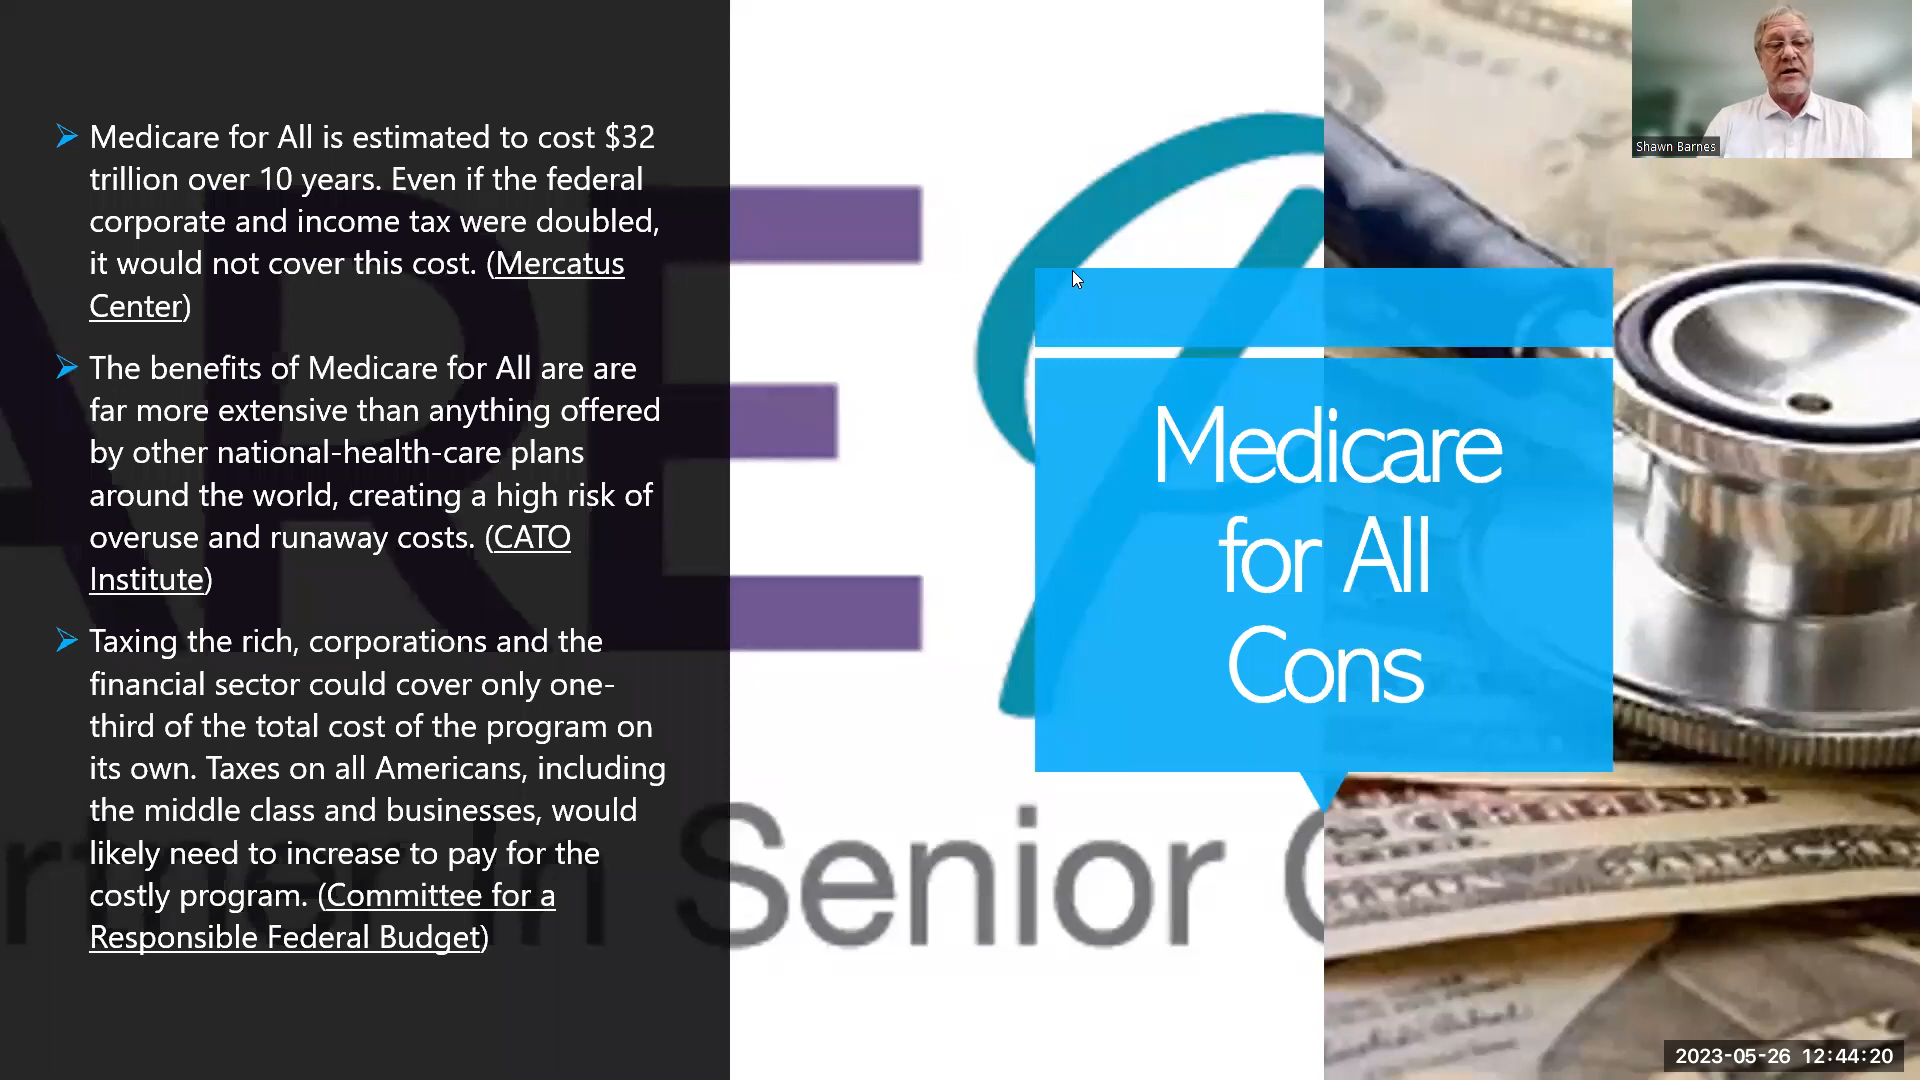 Medicare for All is estimated to cost $32
trillion over 10 years. Even if the federal
corporate and income tax were doubled,
it would not cover this cost. (Mercatus
Center)
The benefits of Medicare for All are are
far more extensive than anything offered
by other national-health-care plans
around the world, creating a high risk of
overuse and runaway costs. (CATO
Institute)
Taxing the rich, corporations and the
financial sector could cover only one-
third of the total cost of the program on
its own. Taxes on all Americans, including
the middle class and businesses, would
likely need to increase to pay for the
costly program. (Committee for a
Responsible Federal Budget)
ARE
rtner in Senior C
Medicare
for All
Cons
Shawn Barnes
2023-05-26 12:44:20